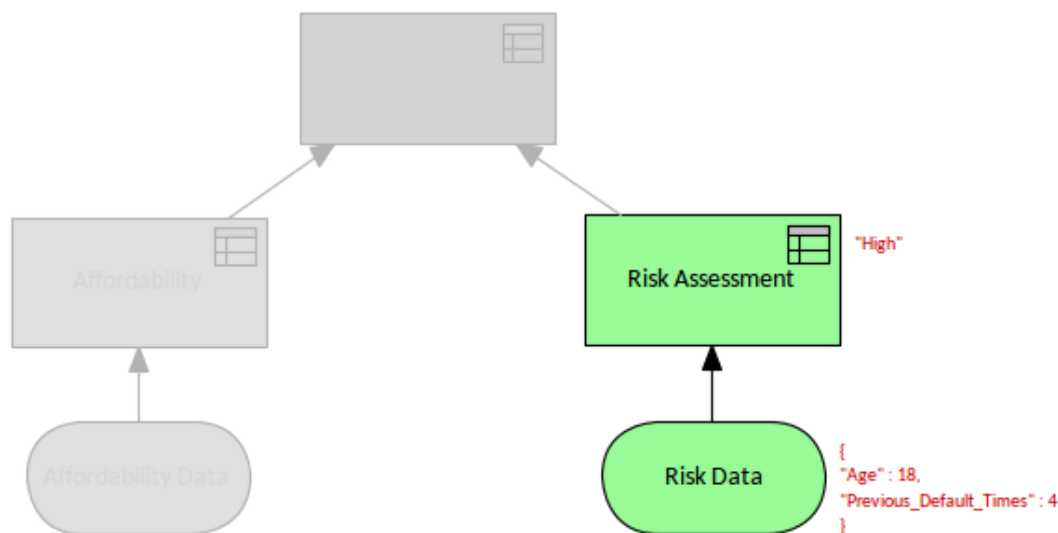 "High"
Risk Assessment
Affordability
{
Affordability Data
Risk Data
"Age" : 18,
"Previous_Default_Times" : 4
}